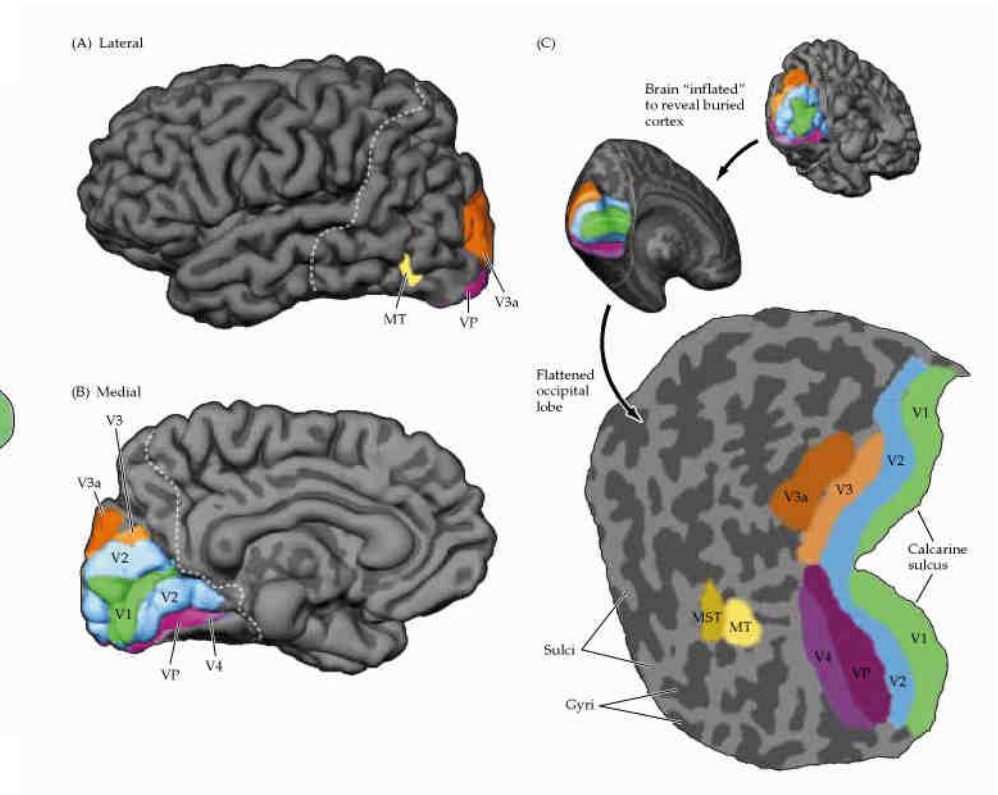 (A) Lateral
MT
VP
V3a
(B) Medial
V3
V3a
V2
V1
V2
VP
V4
(C)
Brain "inflated"
to reveal buried
cortex
Flattened
occipital
lobe
V1
V2
V3
V3a
Calcarine
sulcus
MST
MT
V4
VP
V2
V1
Sulci
Gyri